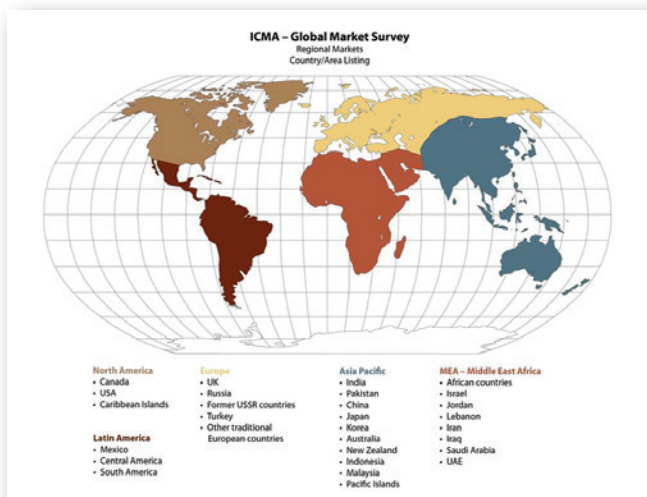 ICMA – Global Market Survey
Regional Markets
Country/Area Listing
North America
• Canada
• USA
• Caribbean Islands
Latin America
• Mexico
• Central America
• South America
Europe
• UK
• Russia
• Former USSR countries
• Turkey
• Other traditional
European countries
Asia Pacific
• India
• Pakistan
• China
• Japan
• Korea
• Australia
• New Zealand
• Indonesia
• Malaysia
• Pacific Islands
MEA – Middle East Africa
• African countries
• Israel
• Jordan
• Lebanon
• Iran
• Iraq
• Saudi Arabia
• UAE